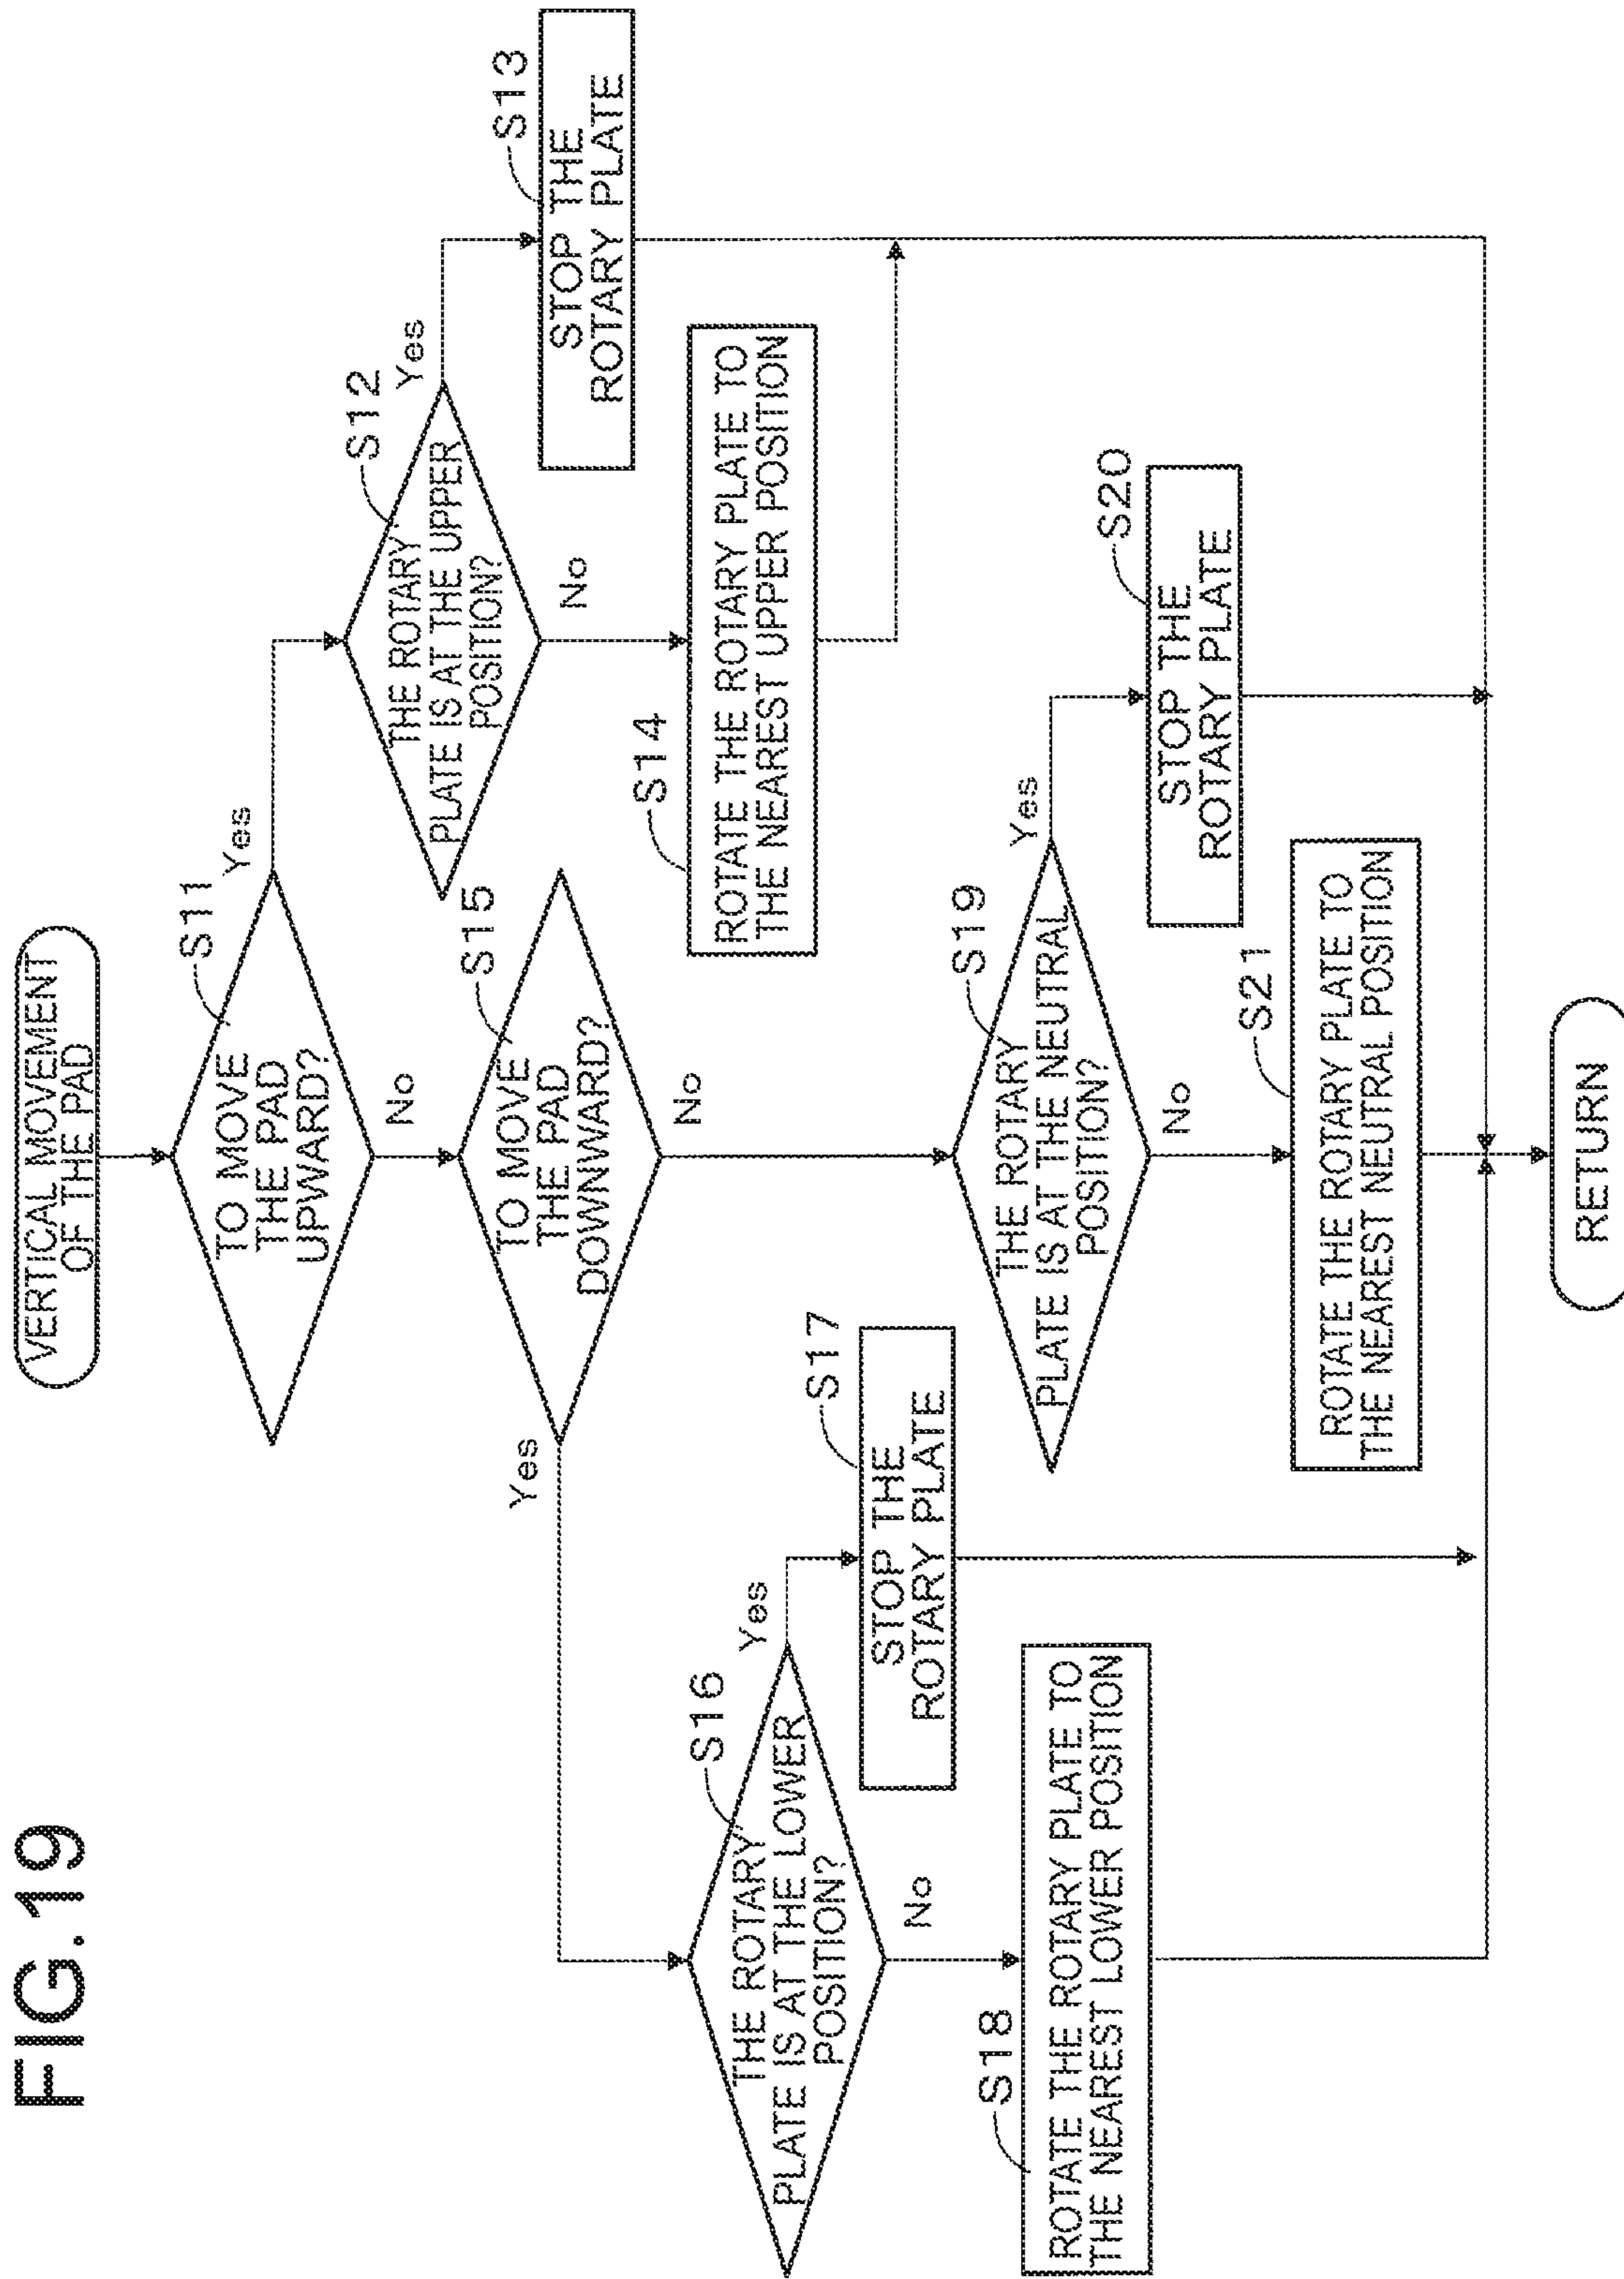 FIG.19
VERTICAL MOVEMENT
OF THE PAD
S11
TO MOVE
THE PAD
UPWARD?
Yes
No
S12
THE ROTARY
PLATE IS AT THE UPPER
POSITION?
Yes
No
S13
STOP THE
ROTARY PLATE
S14
ROTATE THE ROTARY PLATE TO
THE NEAREST UPPER POSITION
S15
TO MOVE
THE PAD
DOWNWARD?
Yes
No
S16
THE ROTARY
PLATE IS AT THE LOWER
POSITION?
Yes
No
S17
STOP THE
ROTARY PLATE
S18
ROTATE THE ROTARY PLATE TO
THE NEAREST LOWER POSITION
S19
THE ROTARY
PLATE IS AT THE NEUTRAL
POSITION?
Yes
No
S20
STOP THE
ROTARY PLATE
S21
ROTATE THE ROTARY PLATE TO
THE NEAREST NEUTRAL POSITION
RETURN